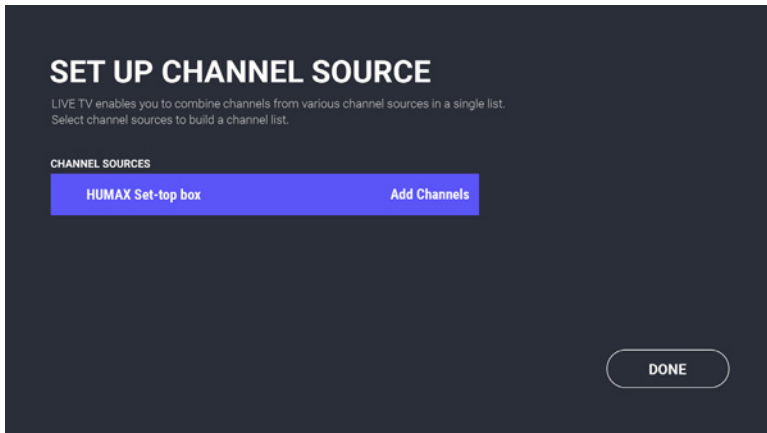 SET UP CHANNEL SOURCE
LIVE TV enables you to combine channels from various channel sources in a single list.
Select channel sources to build a channel list.
CHANNEL SOURCES
HUMAX Set-top box Add Channels
DONE